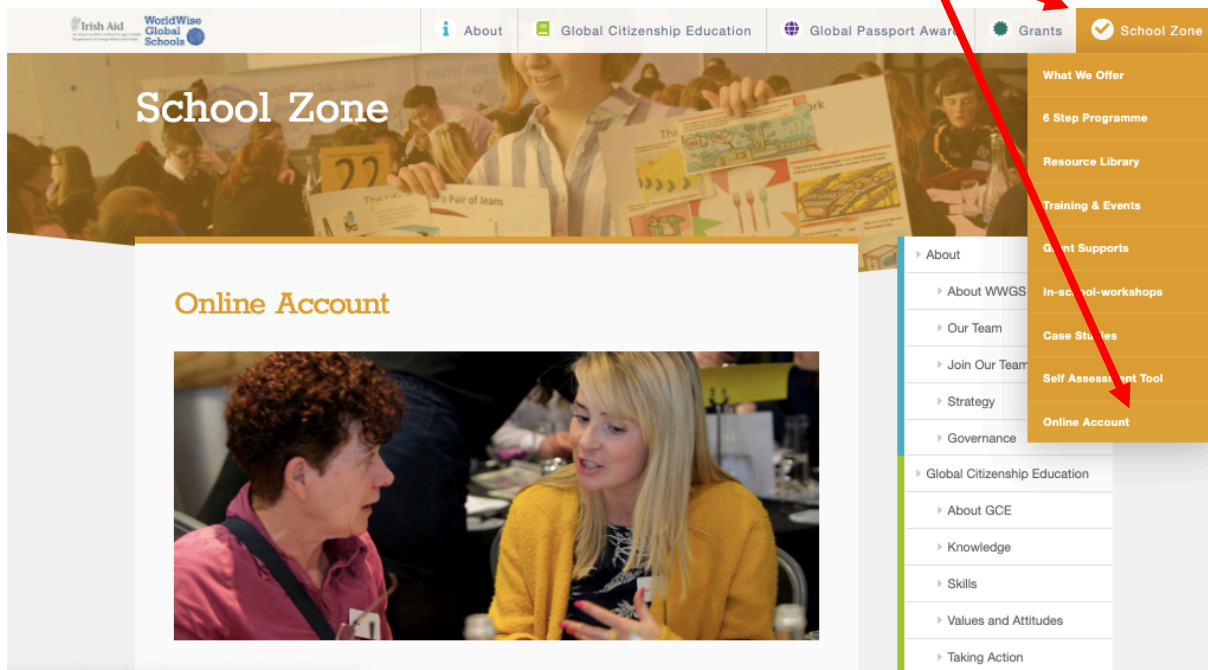 Irish Aid
WorldWise
Global
Schools
About
Global Citizenship Education
Global Passport Award
Grants
School Zone
School Zone
What We Offer
6 Step Programme
Resource Library
Training & Events
Grant Supports
In-school-workshops
Case Studies
Self Assessment Tool
Online Account
22
a Pair of Jeans
Online Account
About
About WWGS
Our Team
Join Our Team
Strategy
Governance
Global Citizenship Education
About GCE
Knowledge
Skills
Values and Attitudes
Taking Action